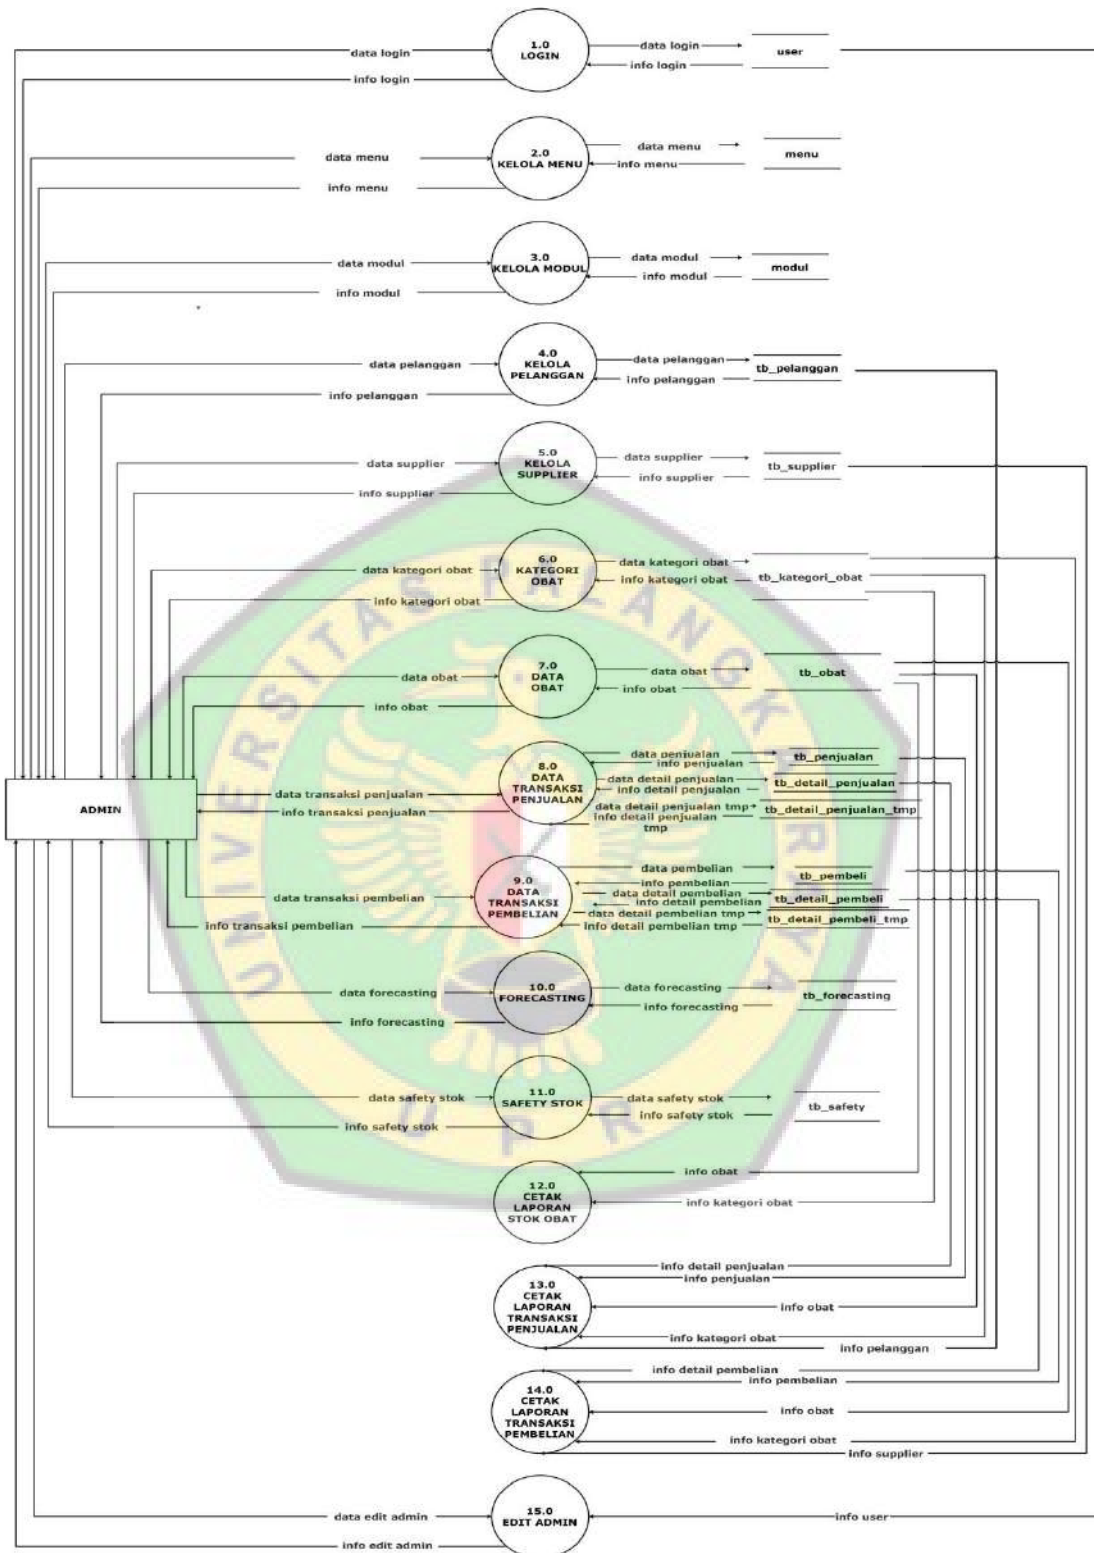 1.0
LOGIN
data login
data login
user
info login
info login
2.0
KELOLA MENU
data menu
data menu
menu
info menu
info menu
3.0
KELOLA MODUL
data modul
data modul
modul
info modul
info modul
4.0
KELOLA
PELANGGAN
data pelanggan
data pelanggan
tb_pelanggan
info pelanggan
info pelanggan
5.0
KELOLA
SUPPLIER
data supplier
data supplier
tb_supplier
info supplier
info supplier
6.0
KATEGORI
OBAT
data kategori obat
data kategori obat
tb_kategori_obat
info kategori obat
info kategori obat
7.0
DATA
OBAT
data obat
data obat
tb_obat
info obat
info obat
ADMIN
8.0
DATA
TRANSAKSI
PENJUALAN
data transaksi penjualan
info transaksi penjualan
data penjualan
info penjualan
tb_penjualan
data detail penjualan
info detail penjualan
tb_detail_penjualan
data detail penjualan tmp
info detail penjualan
tmp
tb_detail_penjualan_tmp
9.0
DATA
TRANSAKSI
PEMBELIAN
data transaksi pembelian
info transaksi pembelian
data pembelian
info pembelian
tb_pembeli
data detail pembelian
info detail pembelian
tb_detail_pembeli
data detail pembelian tmp
info detail pembelian tmp
tb_detail_pembeli_tmp
10.0
FORECASTING
data forecasting
data forecasting
tb_forecasting
info forecasting
info forecasting
11.0
SAFETY STOK
data safety stok
data safety stok
tb_safety
info safety stok
info safety stok
12.0
CETAK
LAPORAN
STOK OBAT
info obat
info kategori obat
13.0
CETAK
LAPORAN
TRANSAKSI
PENJUALAN
info detail penjualan
info penjualan
info obat
info kategori obat
info pelanggan
14.0
CETAK
LAPORAN
TRANSAKSI
PEMBELIAN
info detail pembelian
info pembelian
info obat
info kategori obat
info supplier
15.0
EDIT ADMIN
data edit admin
info edit admin
info user
UNIVERSITAS PALANGKA RAYA
UPR